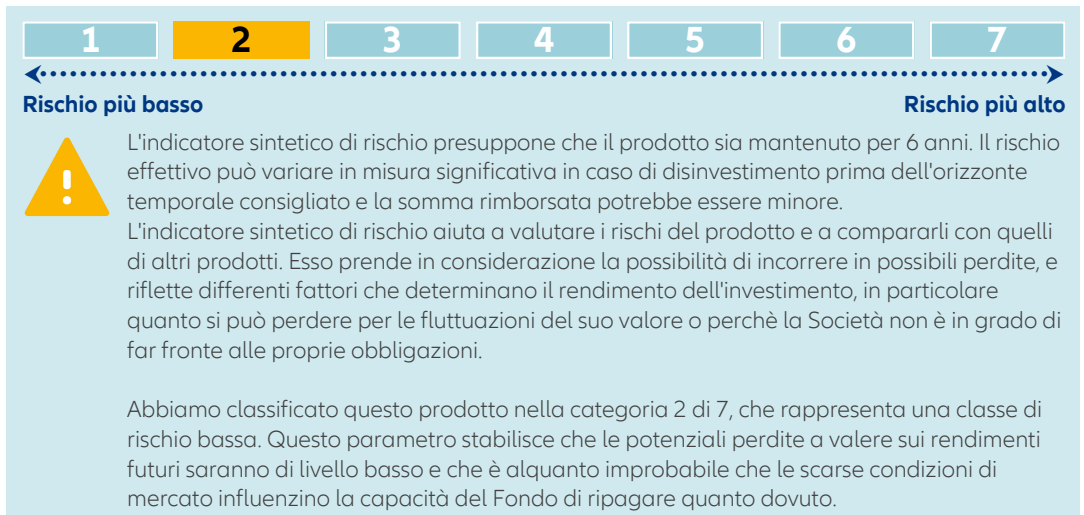 1 2 3 4 5 6 7
Rischio più basso Rischio più alto
L'indicatore sintetico di rischio presuppone che il prodotto sia mantenuto per 6 anni. Il rischio
effettivo può variare in misura significativa in caso di disinvestimento prima dell'orizzonte
temporale consigliato e la somma rimborsata potrebbe essere minore.
L'indicatore sintetico di rischio aiuta a valutare i rischi del prodotto e a compararli con quelli
di altri prodotti. Esso prende in considerazione la possibilità di incorrere in possibili perdite, e
riflette differenti fattori che determinano il rendimento dell'investimento, in particolare
quanto si può perdere per le fluttuazioni del suo valore o perchè la Società non è in grado di
far fronte alle proprie obbligazioni.
Abbiamo classificato questo prodotto nella categoria 2 di 7, che rappresenta una classe di
rischio bassa. Questo parametro stabilisce che le potenziali perdite a valere sui rendimenti
futuri saranno di livello basso e che è alquanto improbabile che le scarse condizioni di
mercato influenzino la capacità del Fondo di ripagare quanto dovuto.